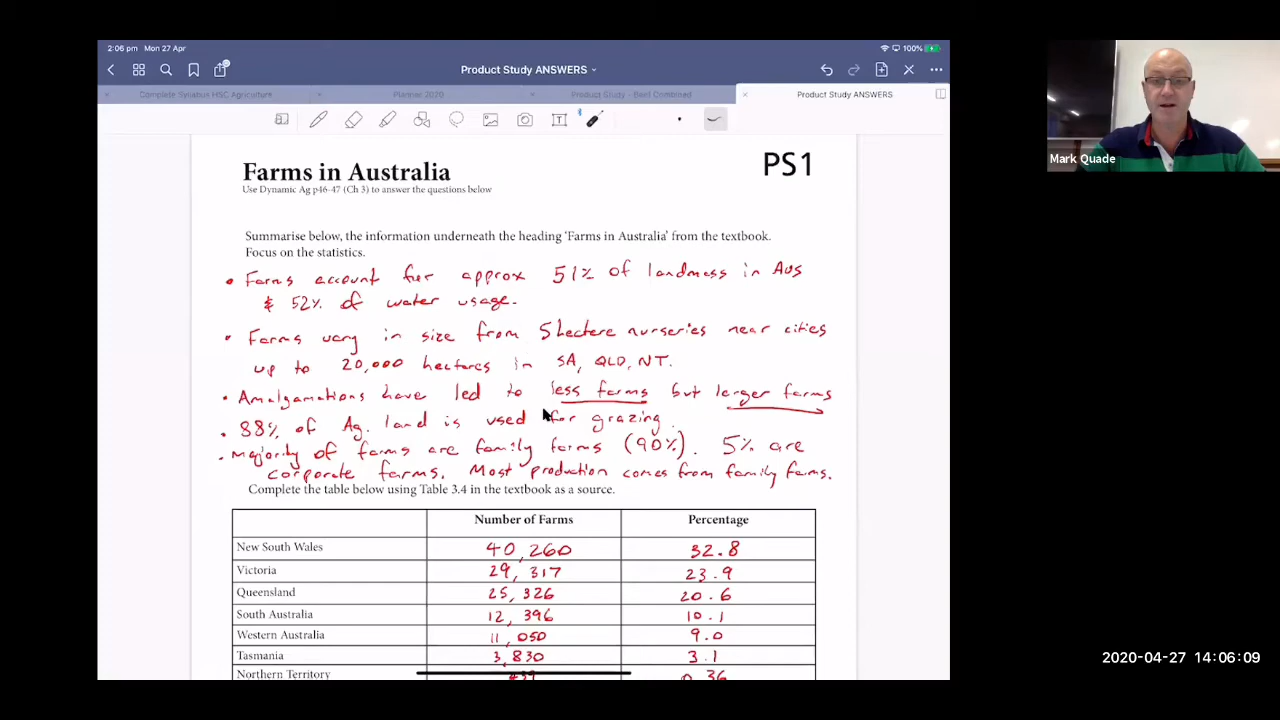 2:06 pm Mon 27 Apr
100%
Product Study ANSWERS
Complete Syllabus HSC Agriculture
Planner 2020
Product Study - Beef Combined
Product Study ANSWERS
Farms in Australia
PS1
Use Dynamic Ag p46-47 (Ch 3) to answer the questions below
Summarise below, the information underneath the heading 'Farms in Australia' from the textbook.
Focus on the statistics.
• Farms account for approx 51% of landmass in Aus
& 52% of water usage.
• Farms vary in size from 5 hectare nurseries near cities
up to 20,000 hectares in SA, QLD, NT.
• Amalgamations have led to less farms but larger farms
• 88% of Ag. land is used for grazing.
• Majority of farms are family farms (90%). 5% are
corporate farms. Most production comes from family farms.
Complete the table below using Table 3.4 in the textbook as a source.
Number of Farms Percentage
New South Wales 40,260 32.8
Victoria 29,317 23.9
Queensland 25,326 20.6
South Australia 12,396 10.1
Western Australia 11,050 9.0
Tasmania 3,830 3.1
Northern Territory 439 0.36
Mark Quade
2020-04-27 14:06:09